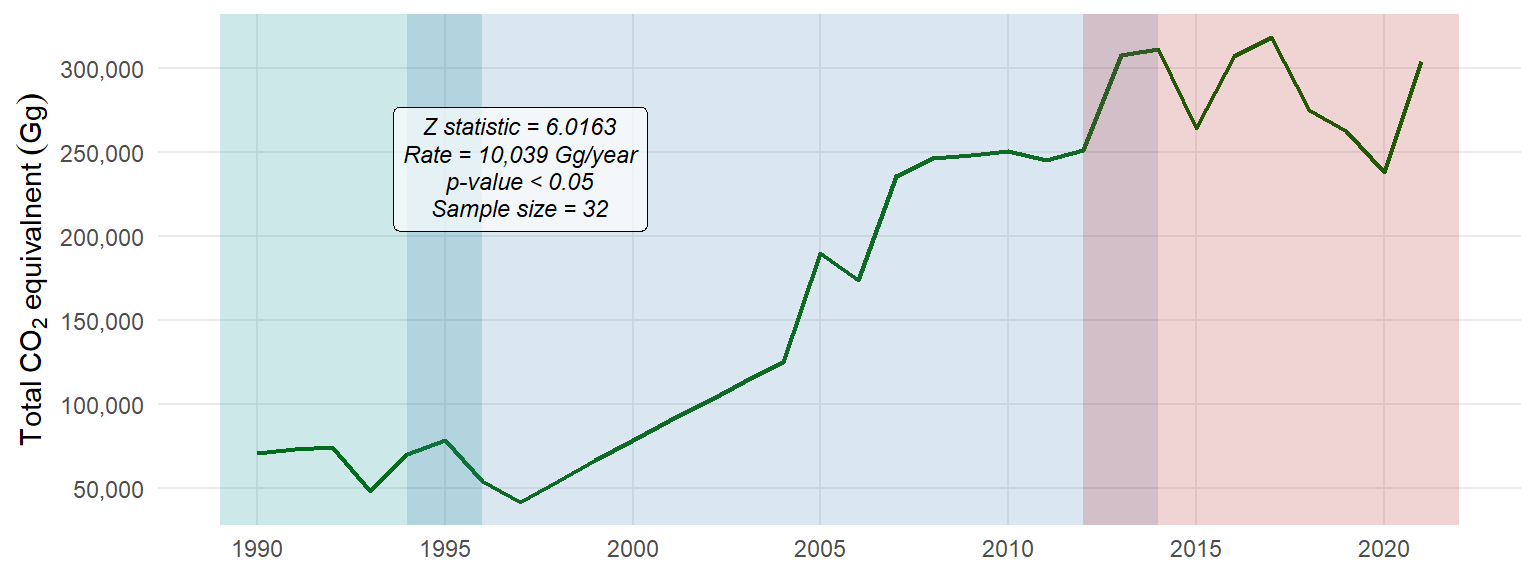 Total CO₂ equivalnent (Gg)
300,000
250,000
200,000
150,000
100,000
50,000
Z statistic = 6.0163
Rate = 10,039 Gg/year
p-value < 0.05
Sample size = 32
1990 1995 2000 2005 2010 2015 2020